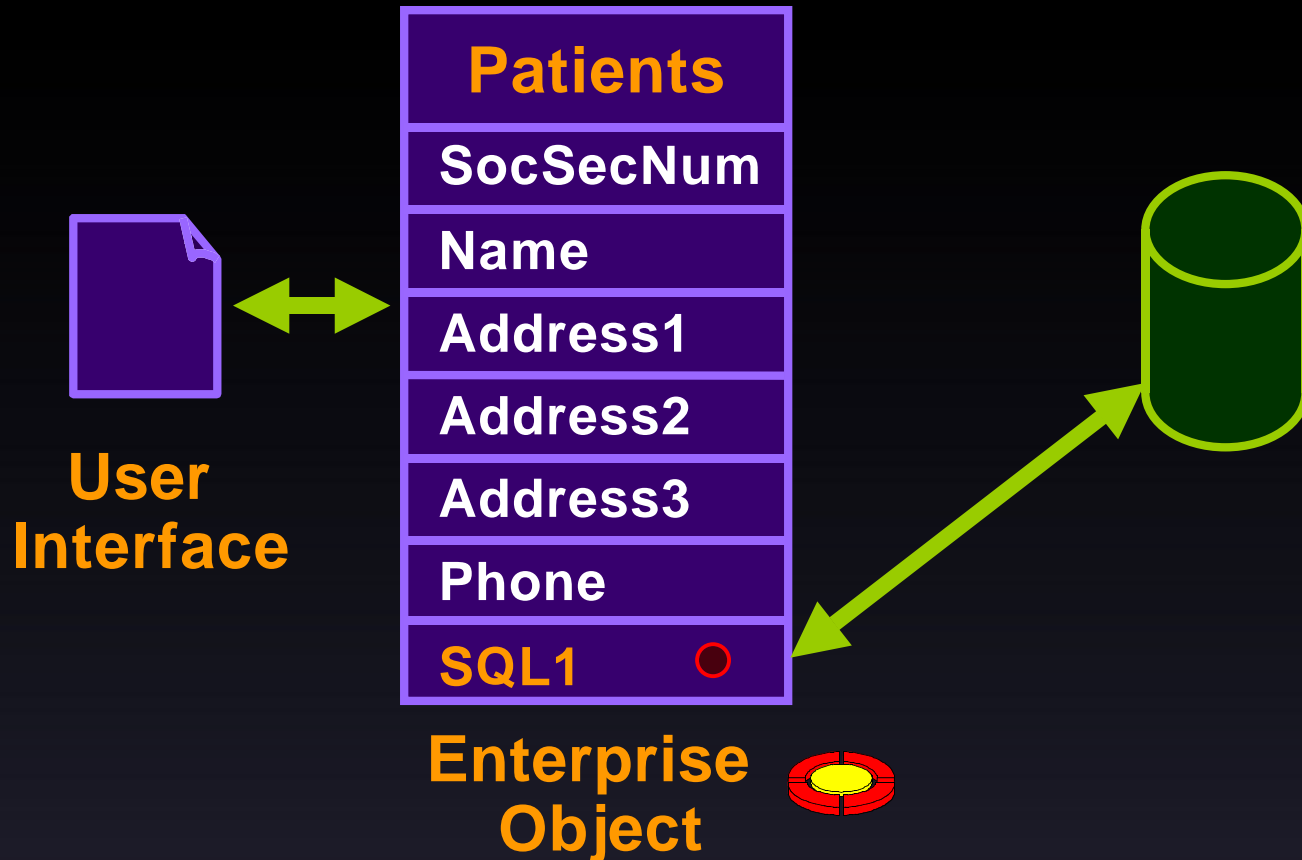 Patients
SocSecNum
Name
Address1
Address2
Address3
Phone
SQL1
User
Interface
Enterprise
Object